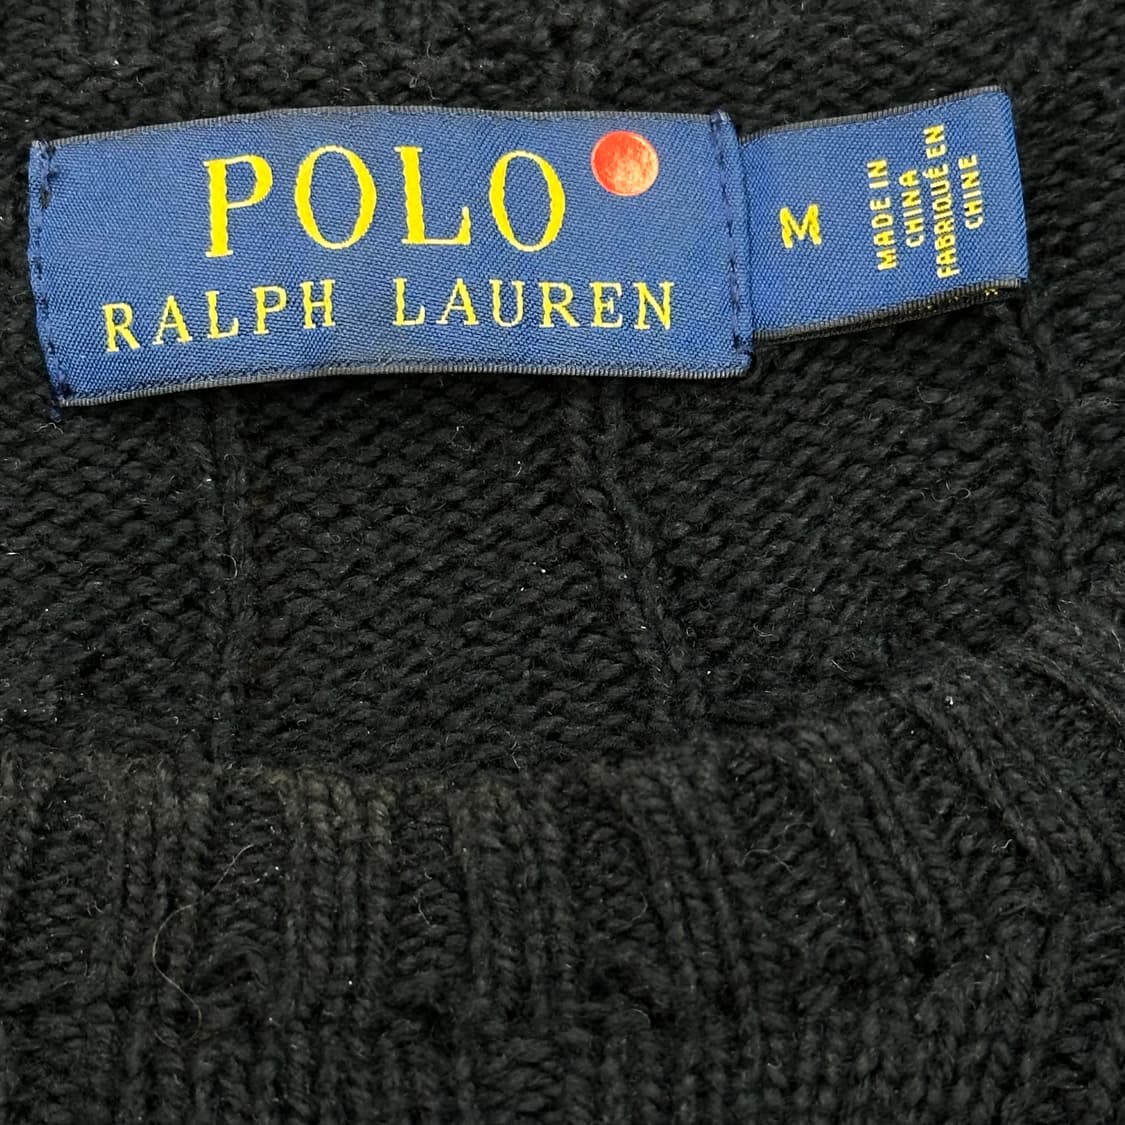 POLO
RALPH LAUREN
M
MADE IN
CHINA
FABRIQUÉ EN
CHINE